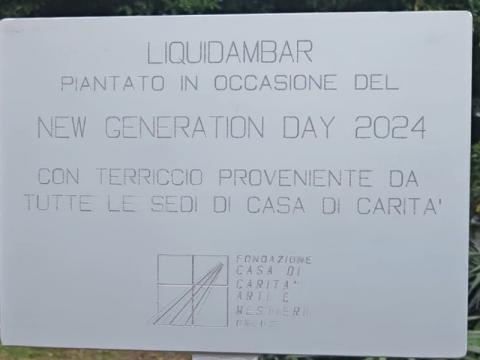 LIQUIDAMBAR
PIANTATO IN OCCASIONE DEL
NEW GENERATION DAY 2024
CON TERRICCIO PROVENIENTE DA
TUTTE LE SEDI DI CASA DI CARITA'
FONDAZIONE
CASA DI
CARITA'
ARTI E
MESTIERI
ONLUS